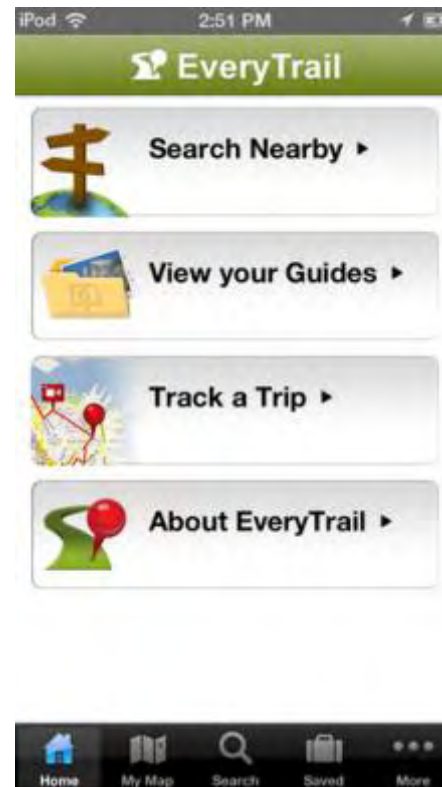 iPod 2:51 PM
EveryTrail
Search Nearby
View your Guides
Track a Trip
About EveryTrail
Home My Map Search Saved More